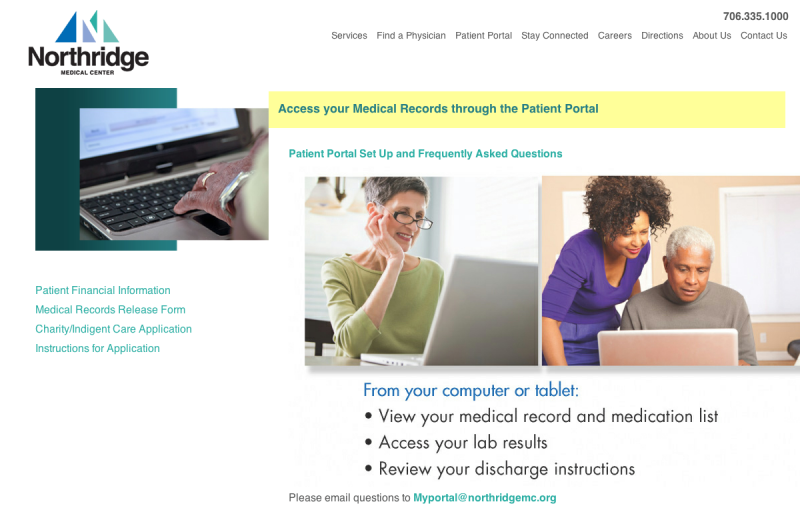 706.335.1000
Northridge
MEDICAL CENTER
Services Find a Physician Patient Portal Stay Connected Careers Directions About Us Contact Us
Access your Medical Records through the Patient Portal
Patient Portal Set Up and Frequently Asked Questions
Patient Financial Information
Medical Records Release Form
Charity/Indigent Care Application
Instructions for Application
From your computer or tablet:
• View your medical record and medication list
• Access your lab results
• Review your discharge instructions
Please email questions to Myportal@northridgemc.org